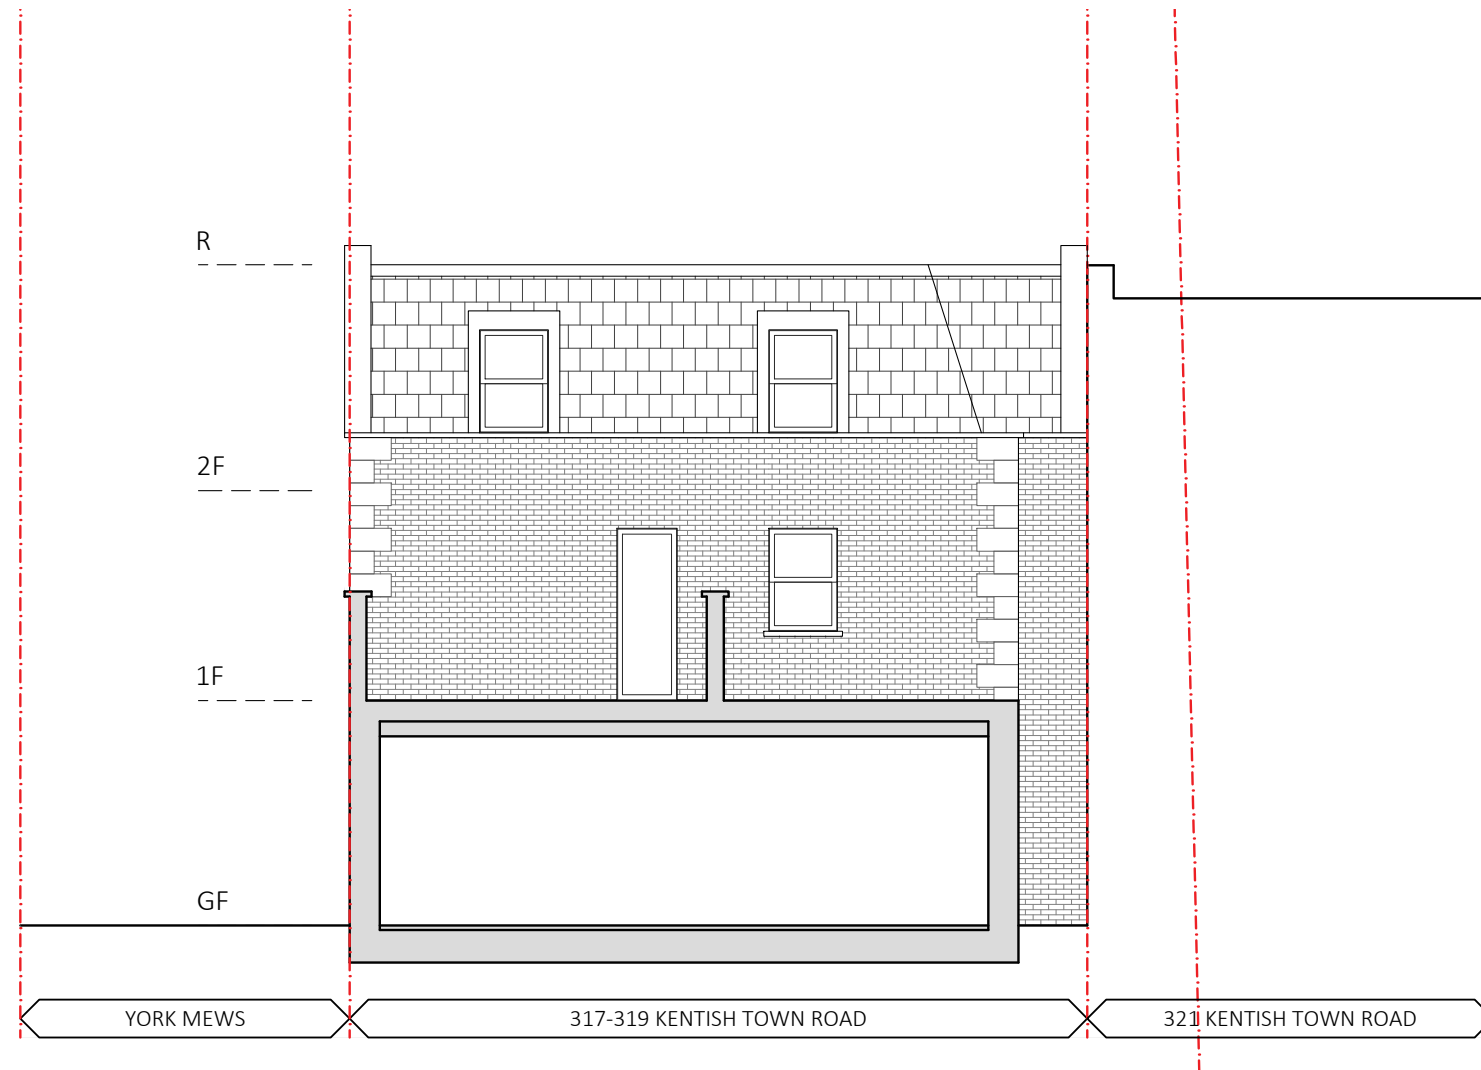 R
2F
1F
GF
YORK MEWS
317-319 KENTISH TOWN ROAD
321 KENTISH TOWN ROAD